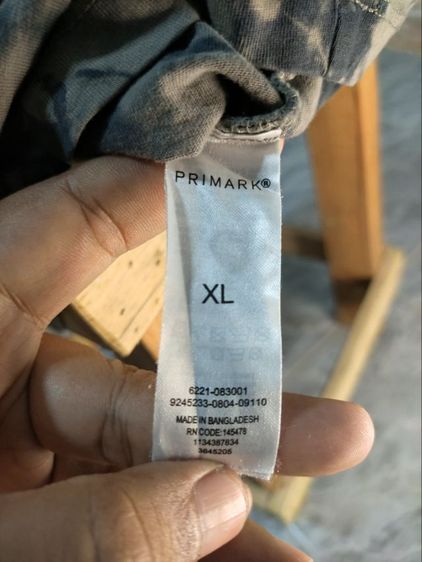 PRIMARK®
XL
6221-083001
9245233-0804-09110
MADE IN BANGLADESH
RN CODE: 145478
1134387834
3645205